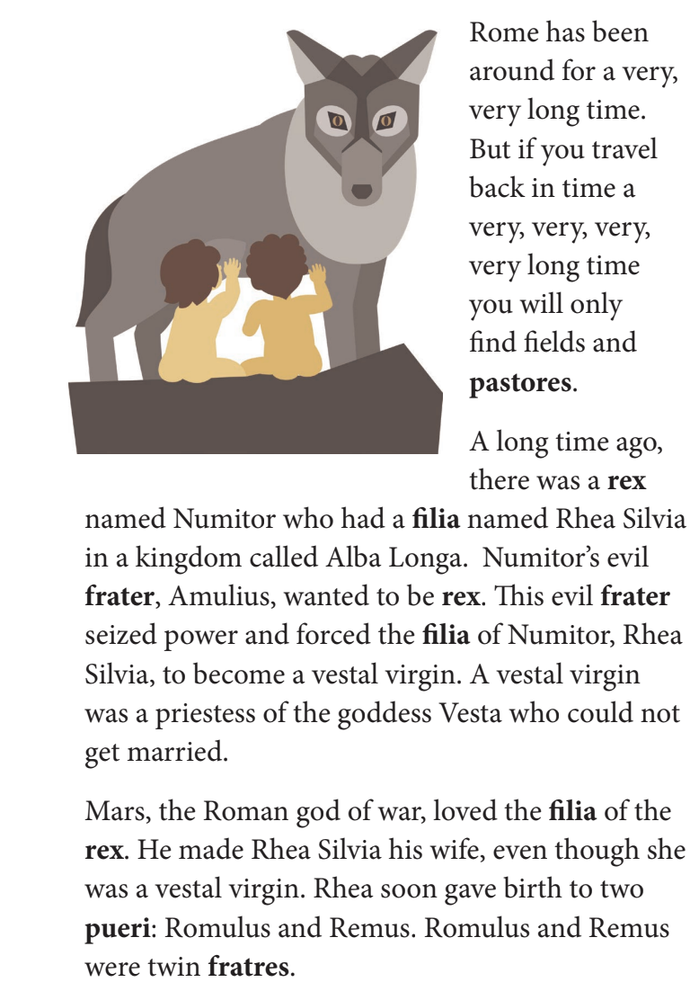 Rome has been
around for a very,
very long time.
But if you travel
back in time a
very, very, very,
very long time
you will only
find fields and
pastores.
A long time ago,
there was a rex
named Numitor who had a filia named Rhea Silvia
in a kingdom called Alba Longa.  Numitor’s evil
frater, Amulius, wanted to be rex. This evil frater
seized power and forced the filia of Numitor, Rhea
Silvia, to become a vestal virgin. A vestal virgin
was a priestess of the goddess Vesta who could not
get married.
Mars, the Roman god of war, loved the filia of the
rex. He made Rhea Silvia his wife, even though she
was a vestal virgin. Rhea soon gave birth to two
pueri: Romulus and Remus. Romulus and Remus
were twin fratres.